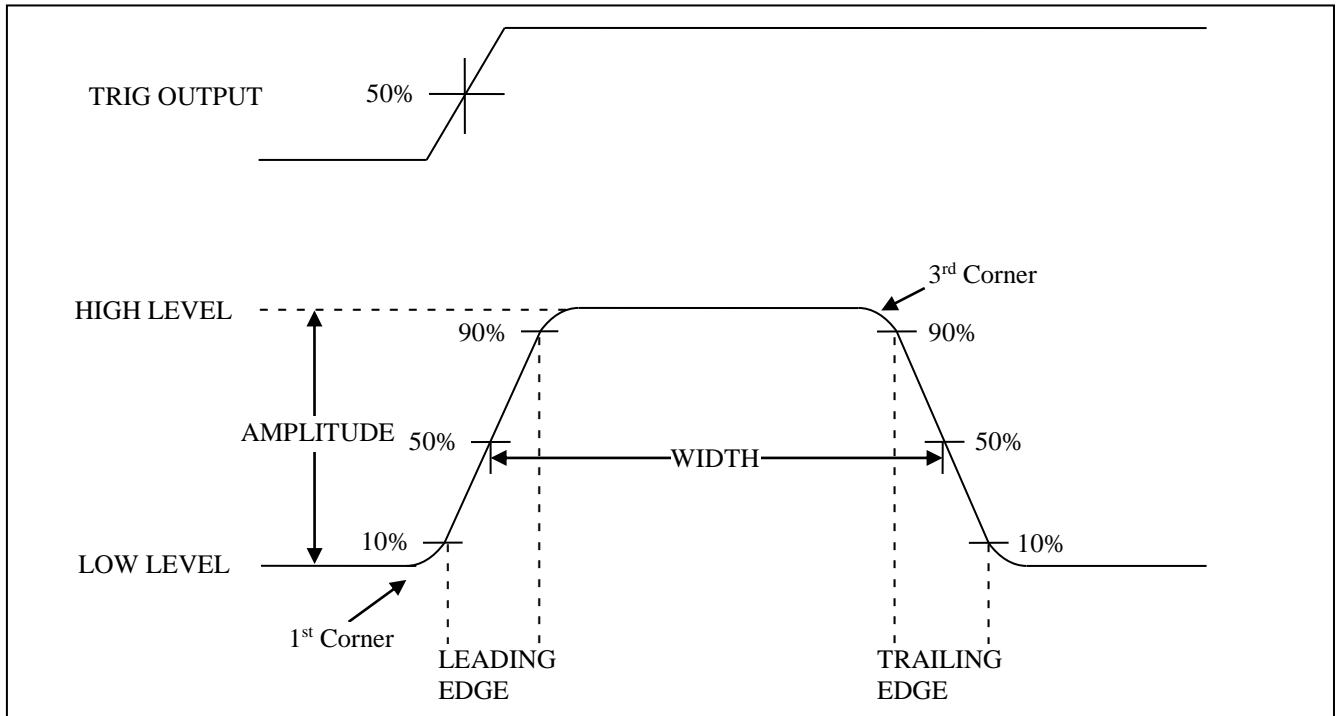 TRIG OUTPUT
50%
3rd Corner
HIGH LEVEL
90%
90%
AMPLITUDE
50%
WIDTH
50%
10%
10%
LOW LEVEL
1st Corner
LEADING
EDGE
TRAILING
EDGE